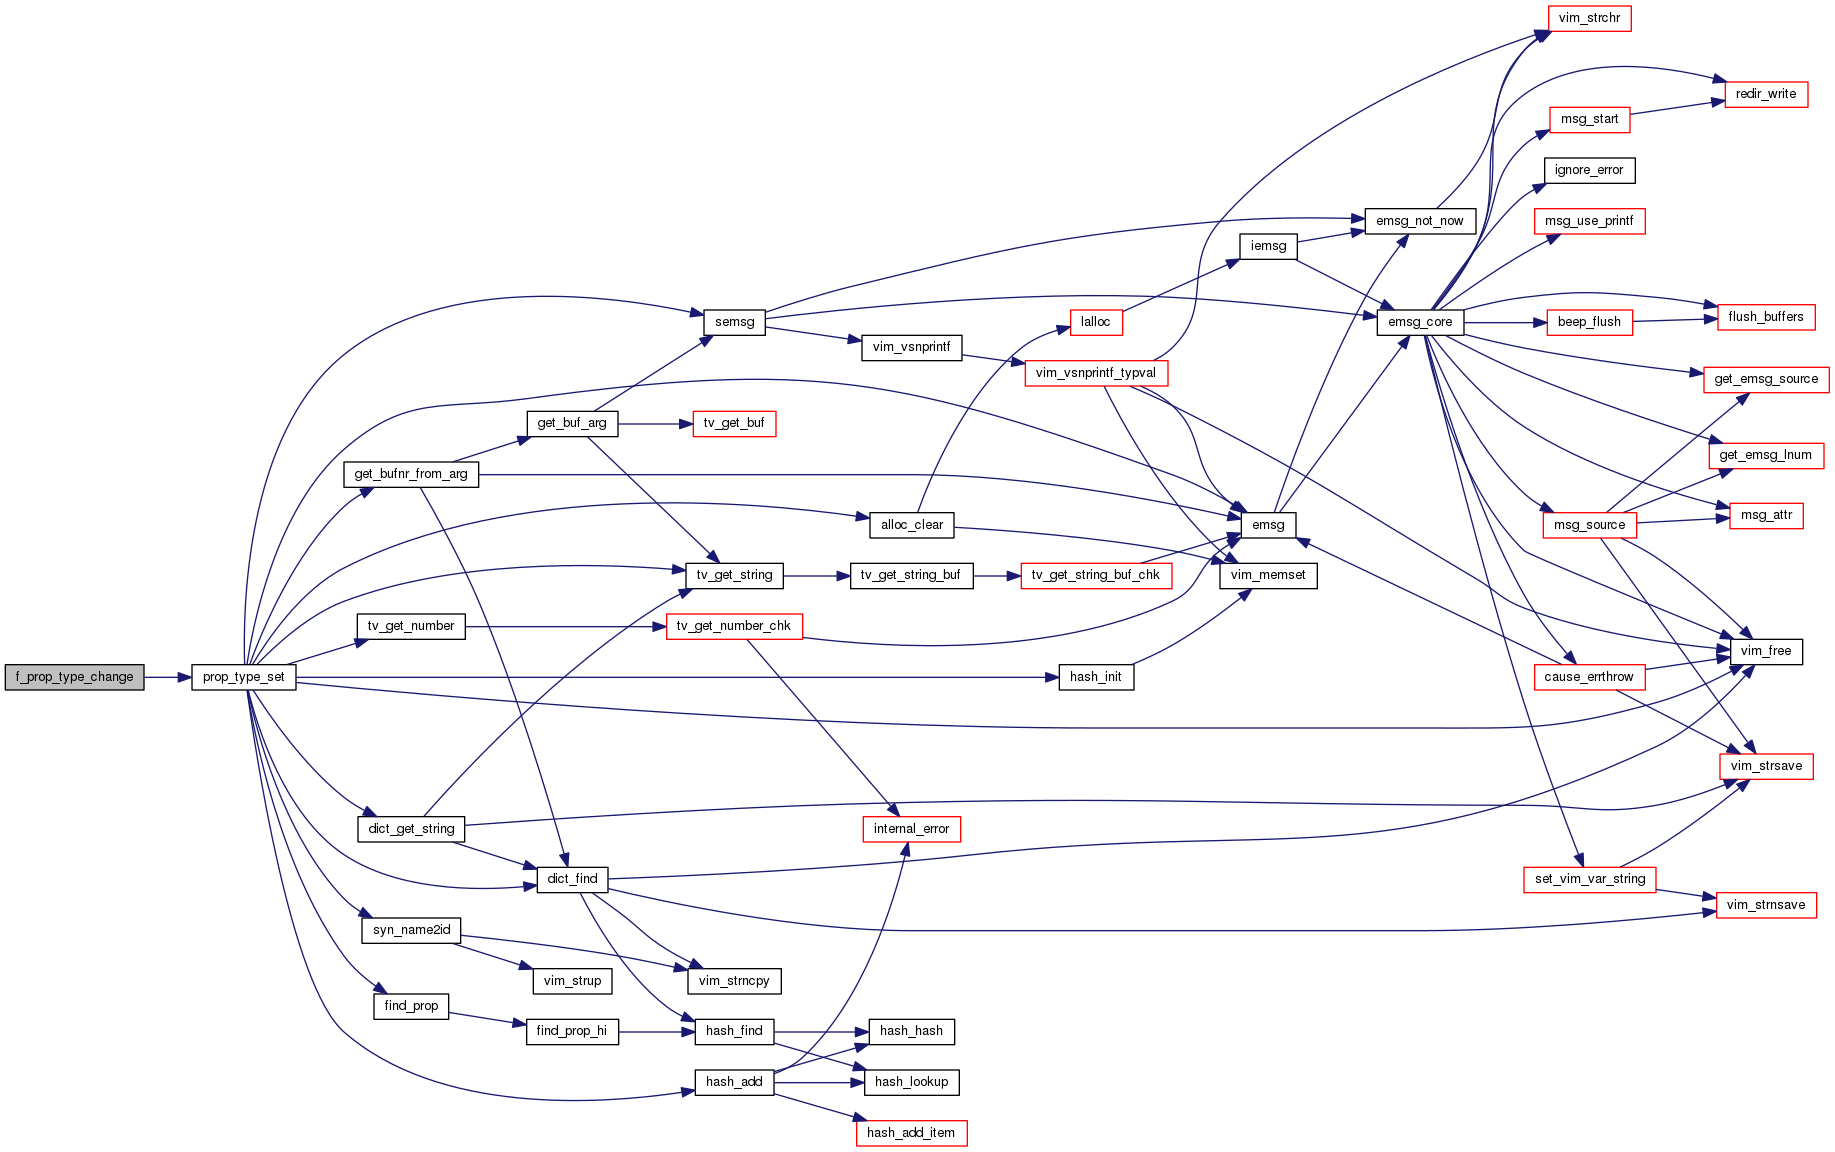 vim_strchr
redir_write
msg_start
ignore_error
emsg_not_now
msg_use_printf
iemsg
semsg
lalloc
emsg_core
beep_flush
flush_buffers
vim_vsnprintf
vim_vsnprintf_typval
get_emsg_source
get_buf_arg
tv_get_buf
get_bufnr_from_arg
get_emsg_lnum
alloc_clear
emsg
msg_source
msg_attr
tv_get_string
tv_get_string_buf
tv_get_string_buf_chk
vim_memset
tv_get_number
tv_get_number_chk
vim_free
f_prop_type_change
prop_type_set
hash_init
cause_errthrow
vim_strsave
dict_get_string
internal_error
dict_find
set_vim_var_string
vim_strnsave
syn_name2id
vim_strup
vim_strncpy
find_prop
find_prop_hi
hash_find
hash_hash
hash_add
hash_lookup
hash_add_item